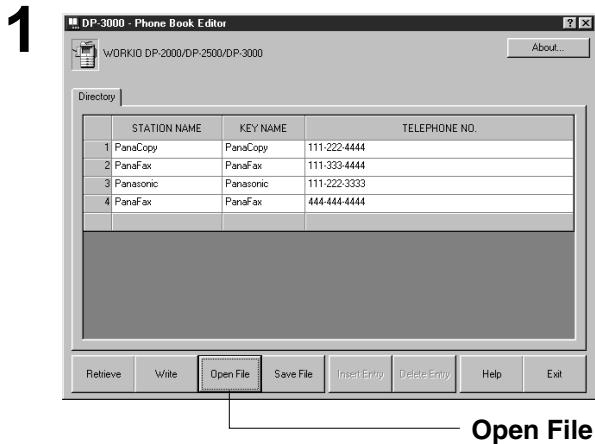 1
DP-3000 - Phone Book Editor
WORKIO DP-2000/DP-2500/DP-3000
About...
Directory
STATION NAME KEY NAME TELEPHONE NO.
1 PanaCopy PanaCopy 111-222-4444
2 PanaFax PanaFax 111-333-4444
3 Panasonic Panasonic 111-222-3333
4 PanaFax PanaFax 444-444-4444
Retrieve Write Open File Save File Insert Entry Delete Entry Help Exit
Open File